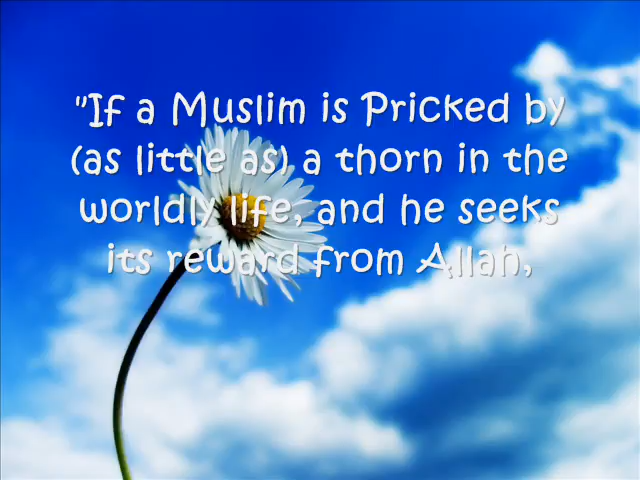 "If a Muslim is Pricked by
(as little as) a thorn in the
worldly life, and he seeks
its reward from Allah,